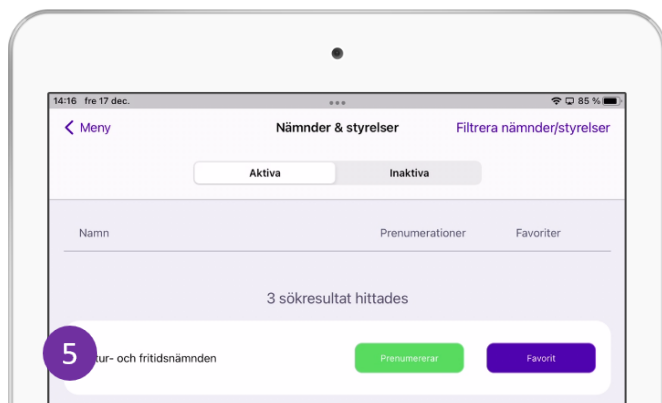 14:16 fre 17 dec. 85 %
Meny Nämnder & styrelser Filtrera nämnder/styrelser
Aktiva Inaktiva
Namn Prenumerationer Favoriter
3 sökresultat hittades
5 tur- och fritidsnämnden Prenumererar Favorit